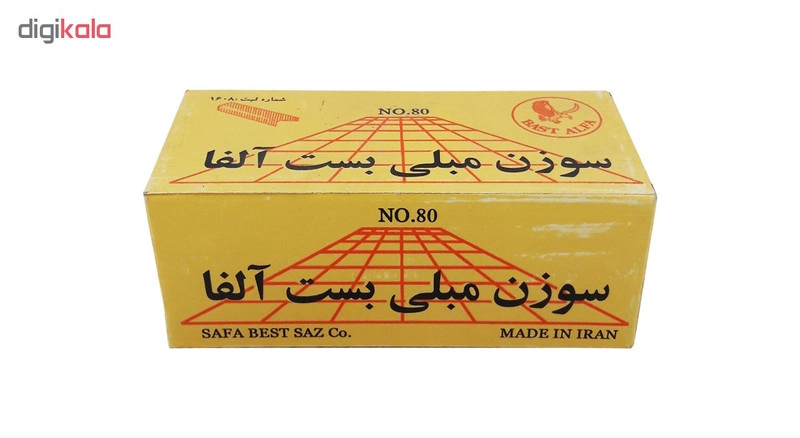 digikala
شماره ثبت ۱۶۰۸۰
NO.80
BAST ALFA
سوزن مبلی بست آلفا
NO.80
سوزن مبلی بست آلفا
SAFA BEST SAZ Co.
MADE IN IRAN